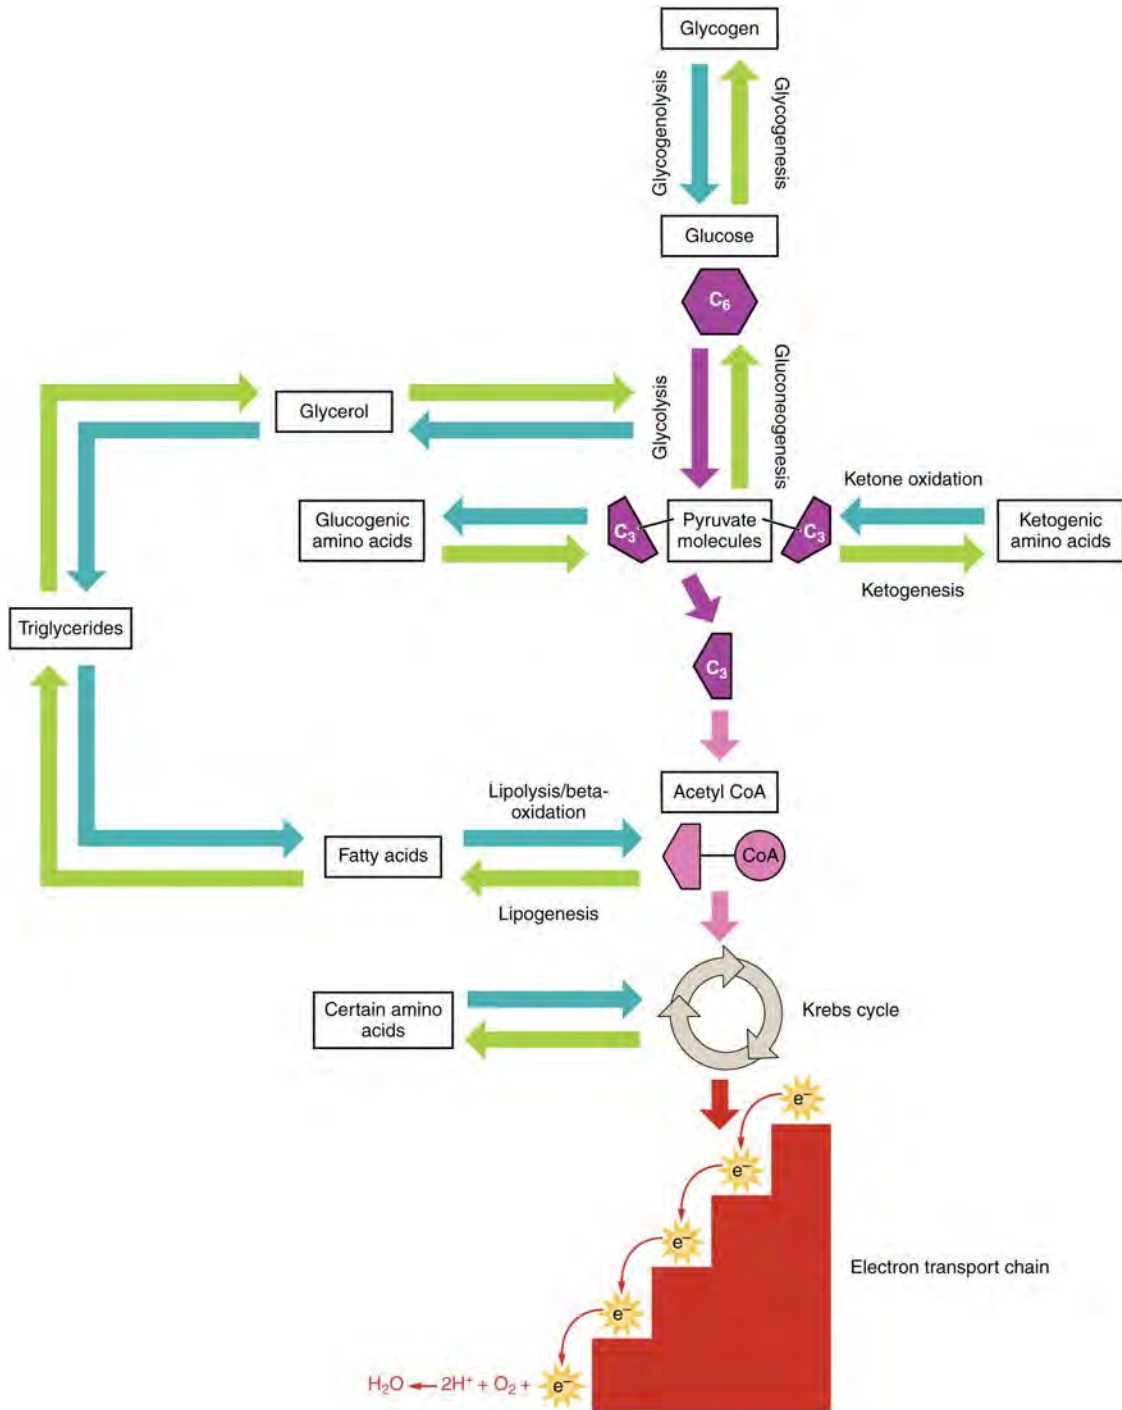 Glycogen
Glycogenolysis
Glycogenesis
Glucose
C₆
Glycolysis
Gluconeogenesis
Glycerol
Glucogenic
amino acids
C₃
Pyruvate
molecules
C₃
Ketone oxidation
Ketogenic
amino acids
Ketogenesis
Triglycerides
C₃
Acetyl CoA
Lipolysis/beta-
oxidation
Fatty acids
CoA
Lipogenesis
Certain amino
acids
Krebs cycle
e⁻
e⁻
e⁻
Electron transport chain
e⁻
H₂O ← 2H⁺ + O₂ + e⁻